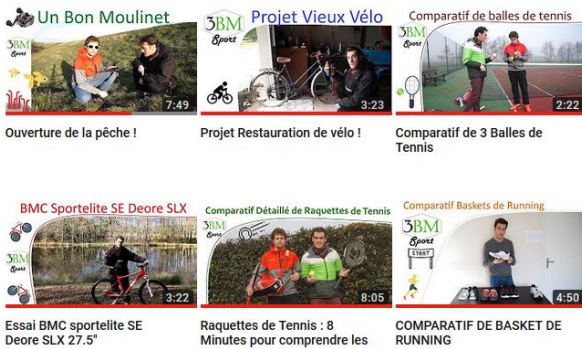 Un Bon Moulinet
3BM
Sport
7:49
Ouverture de la pêche !
Projet Vieux Vélo
3BM
Sport
3:23
Projet Restauration de vélo !
Comparatif de balles de tennis
3BM
Sport
2:22
Comparatif de 3 Balles de
Tennis
BMC Sportelite SE Deore SLX
3BM
Sport
3:22
Essai BMC sportelite SE
Deore SLX 27.5"
Comparatif Détaillé de Raquettes de Tennis
3BM
Sport
8:05
Raquettes de Tennis : 8
Minutes pour comprendre les
Comparatif Baskets de Running
3BM
Sport
START
4:50
COMPARATIF DE BASKET DE
RUNNING